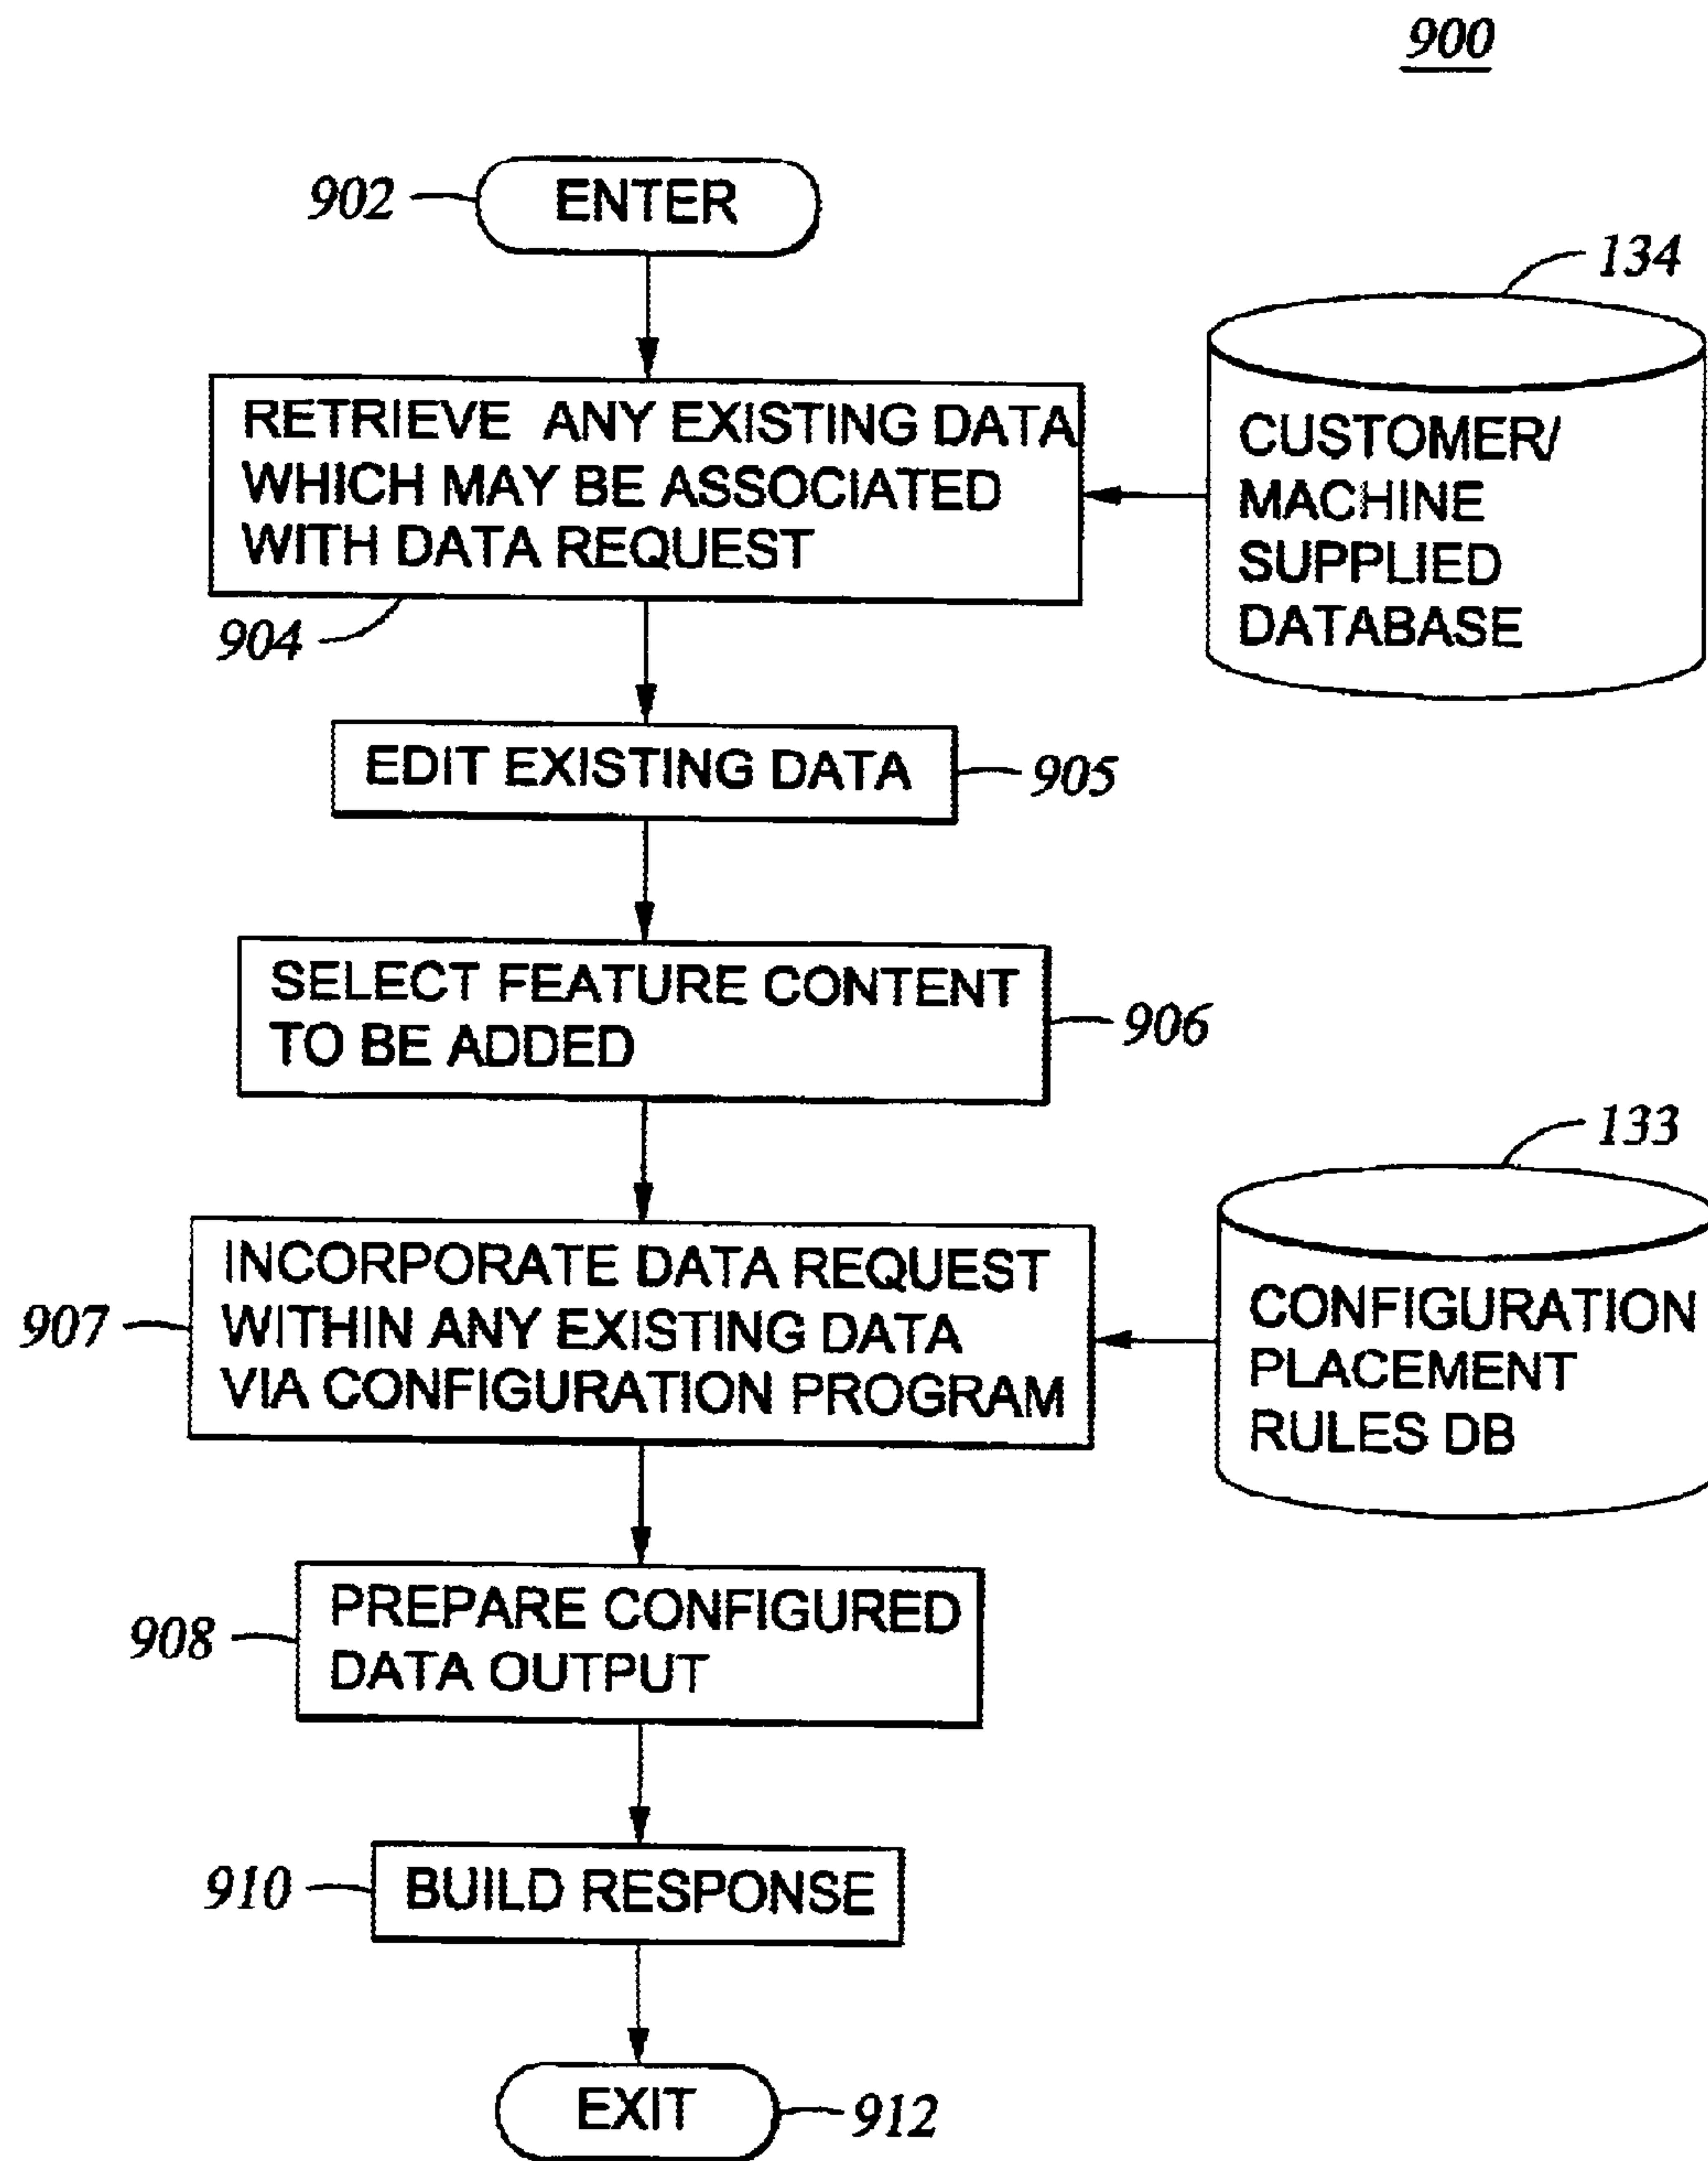 900
902
ENTER
134
RETRIEVE ANY EXISTING DATA
WHICH MAY BE ASSOCIATED
WITH DATA REQUEST
904
CUSTOMER/
MACHINE
SUPPLIED
DATABASE
EDIT EXISTING DATA
905
SELECT FEATURE CONTENT
TO BE ADDED
906
133
907
INCORPORATE DATA REQUEST
WITHIN ANY EXISTING DATA
VIA CONFIGURATION PROGRAM
CONFIGURATION
PLACEMENT
RULES DB
908
PREPARE CONFIGURED
DATA OUTPUT
910
BUILD RESPONSE
EXIT
912